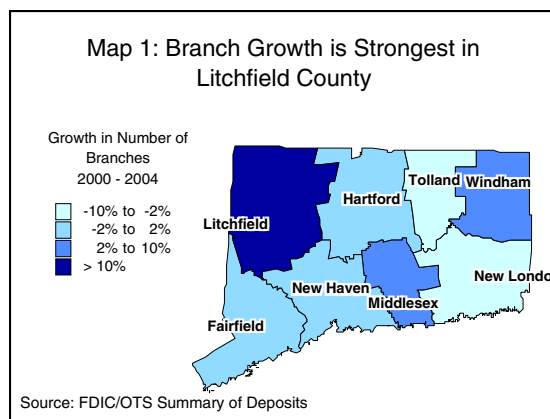 Map 1: Branch Growth is Strongest in
Litchfield County
Growth in Number of
Branches
2000 - 2004
-10% to -2%
-2% to 2%
2% to 10%
> 10%
Litchfield
Hartford
Tolland
Windham
New London
New Haven
Middlesex
Fairfield
Source: FDIC/OTS Summary of Deposits